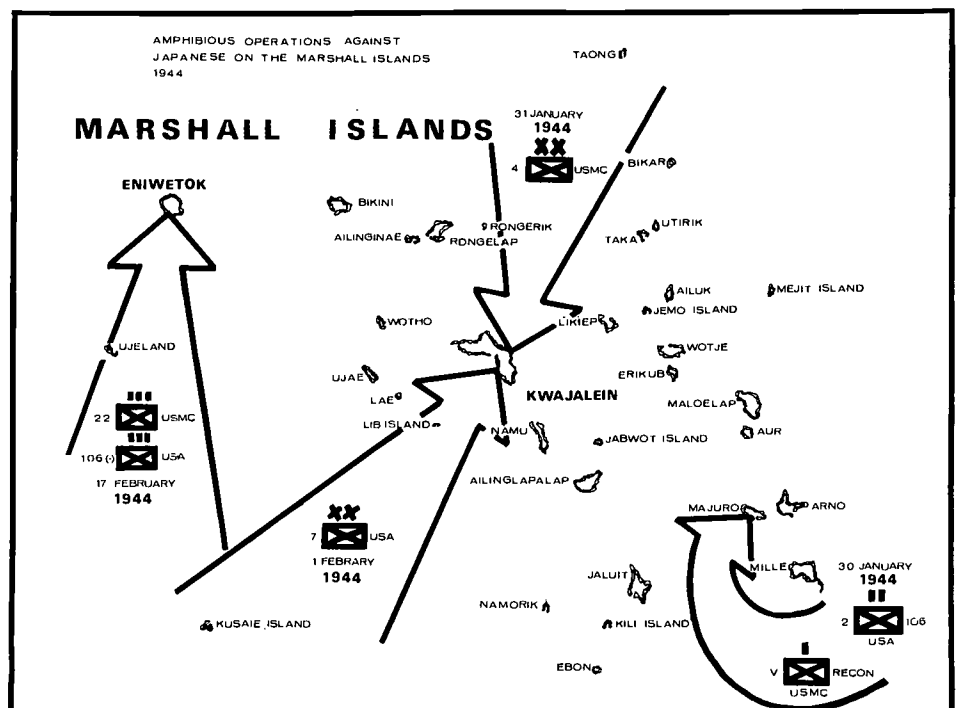 AMPHIBIOUS OPERATIONS AGAINST
JAPANESE ON THE MARSHALL ISLANDS
1944
TAONGI
MARSHALL ISLANDS
31 JANUARY
1944
XX
4 USMC
BIKAR
ENIWETOK
BIKINI
AILINGINAE
RONGELAP
RONGERIK
TAKA
UTIRIK
AILUK
MEJIT ISLAND
JEMO ISLAND
LIKIEP
WOTHO
UJELAND
WOTJE
ERIKUB
UJAE
LAE
KWAJALEIN
MALOELAP
LIB ISLAND
NAMU
JABWOT ISLAND
AUR
22 III USMC
106(-) III USA
17 FEBRUARY
1944
AILINGLAPALAP
MAJURO
ARNO
XX
7 USA
1 FEBRARY
1944
MILLE
30 JANUARY
1944
II
2 106
USA
JALUIT
NAMORIK
KILI ISLAND
KUSAIE ISLAND
EBON
I
V RECON
USMC